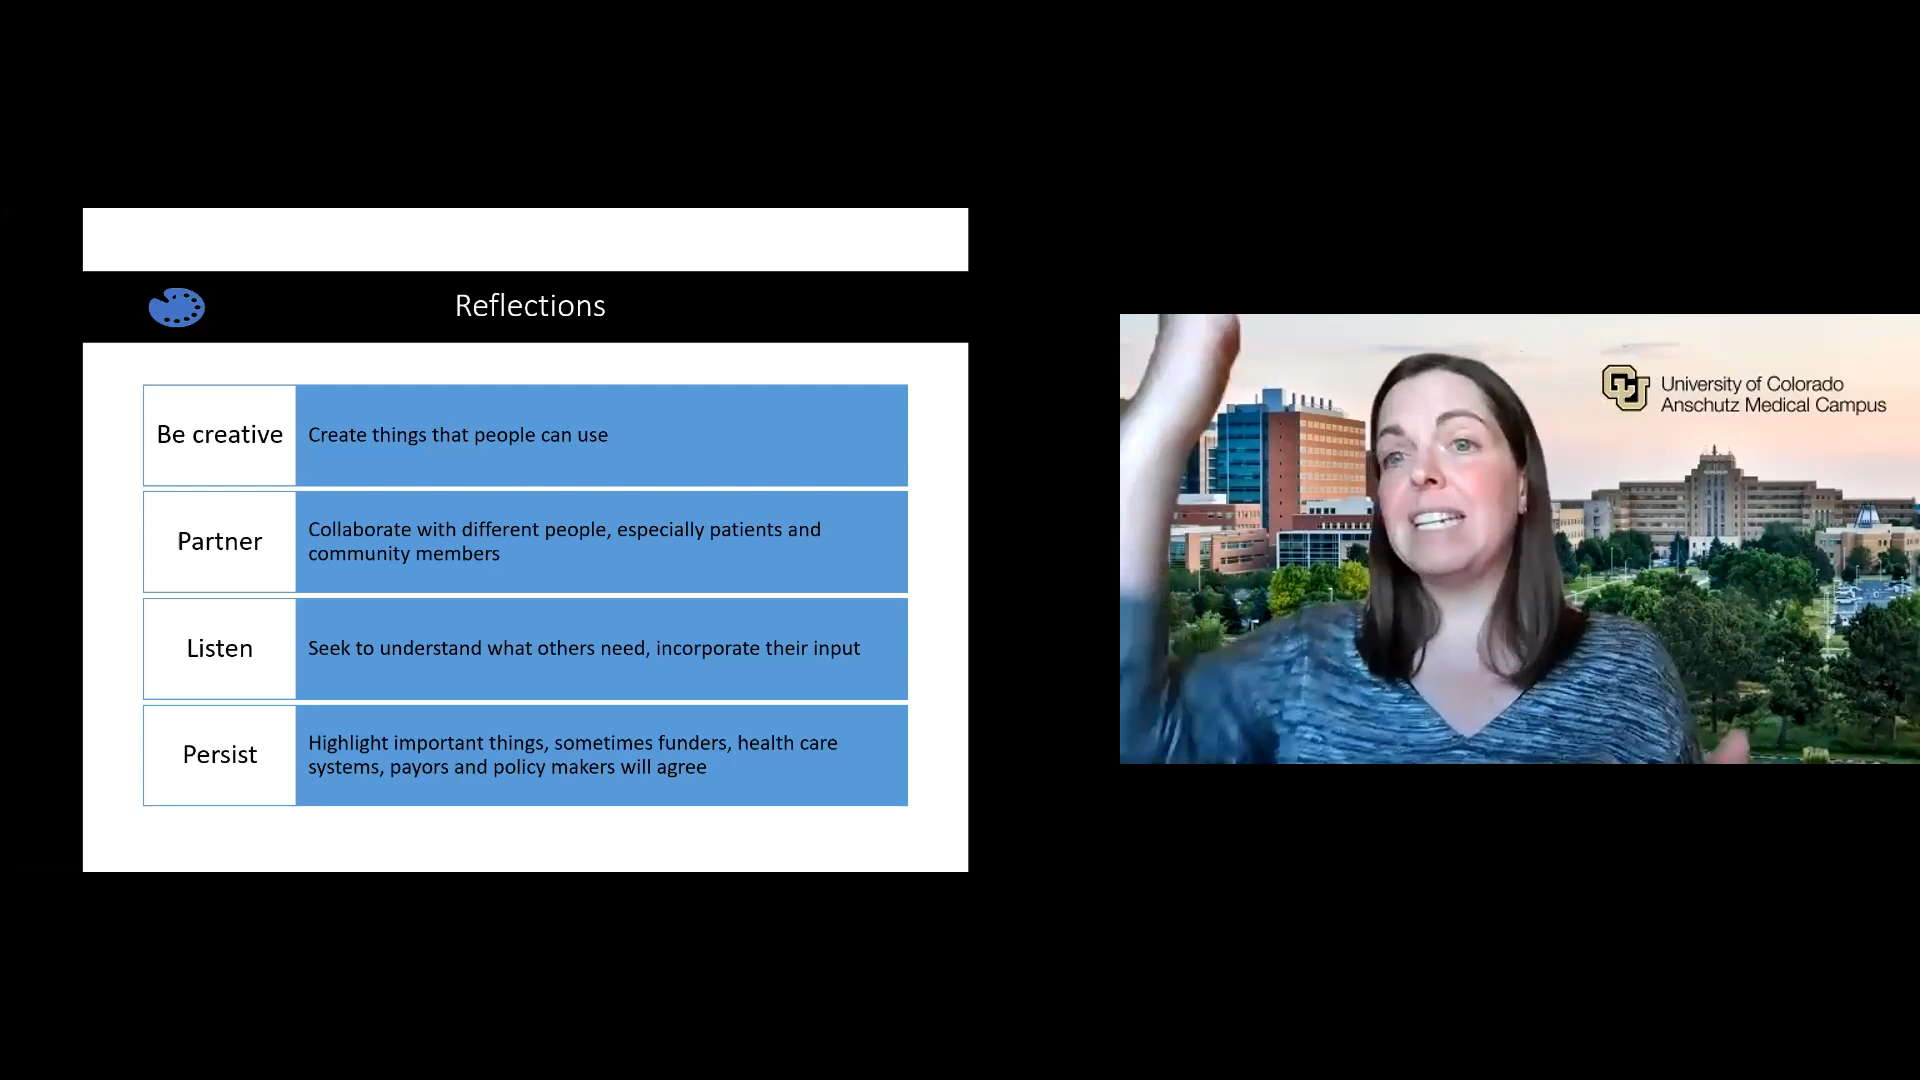 Reflections
Be creative
Create things that people can use
Partner
Collaborate with different people, especially patients and
community members
Listen
Seek to understand what others need, incorporate their input
Persist
Highlight important things, sometimes funders, health care
systems, payors and policy makers will agree
University of Colorado
Anschutz Medical Campus